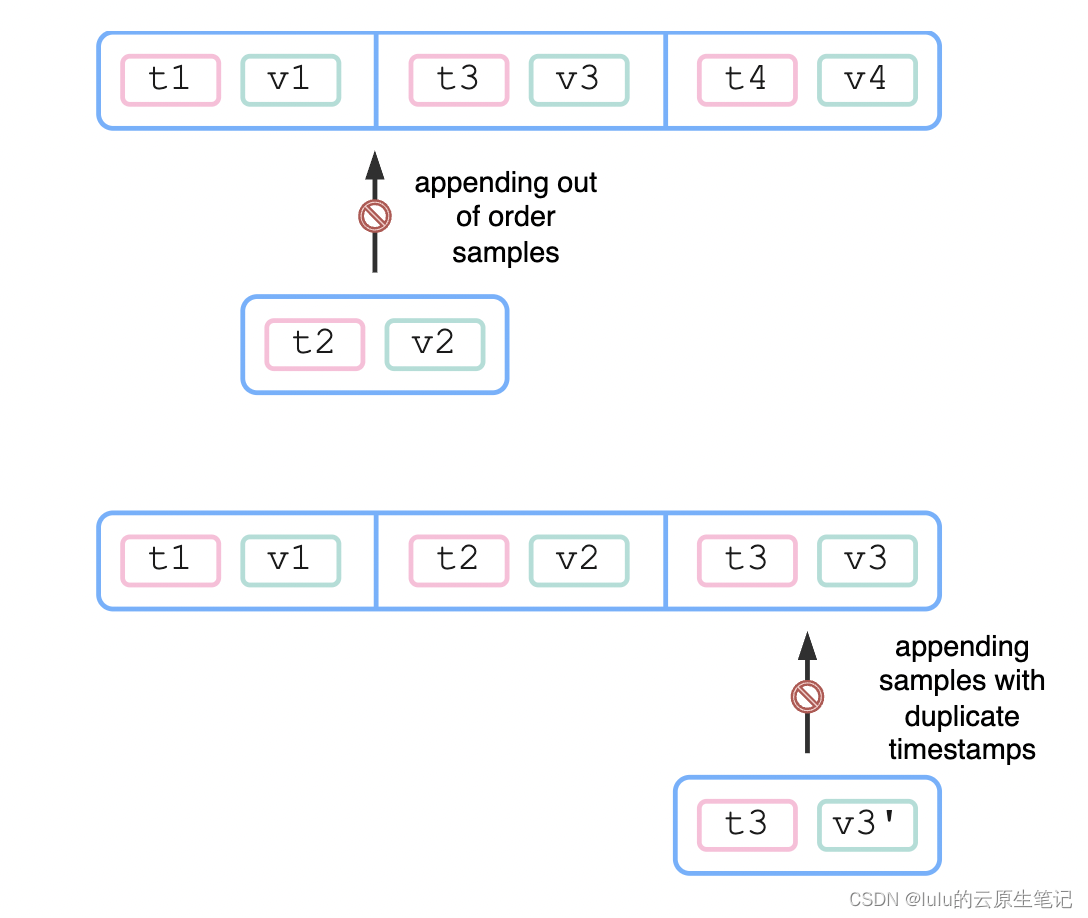 t1 v1 t3 v3 t4 v4
appending out
of order
samples
t2 v2
t1 v1 t2 v2 t3 v3
appending
samples with
duplicate
timestamps
t3 v3'
CSDN @lulu的云原生笔记